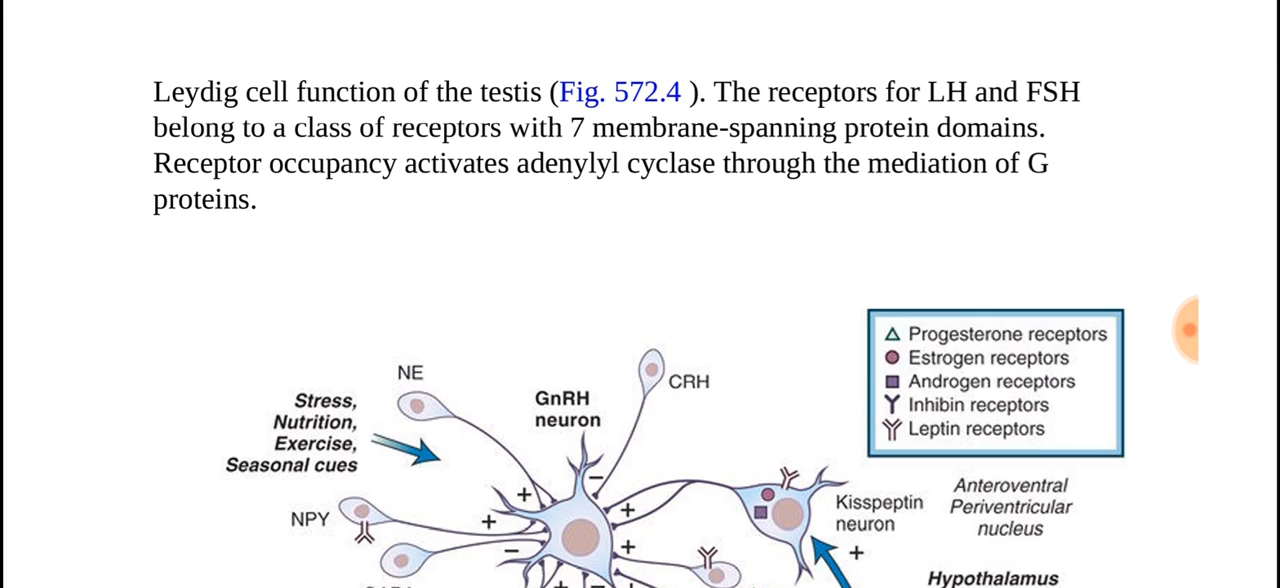 Leydig cell function of the testis (Fig. 572.4 ). The receptors for LH and FSH
belong to a class of receptors with 7 membrane-spanning protein domains.
Receptor occupancy activates adenylyl cyclase through the mediation of G
proteins.
Progesterone receptors
Estrogen receptors
Androgen receptors
Inhibin receptors
Leptin receptors
NE
CRH
GnRH
neuron
Stress,
Nutrition,
Exercise,
Seasonal cues
NPY
Kisspeptin
neuron
Anteroventral
Periventricular
nucleus
Hypothalamus
+
+
−
−
+
+
+